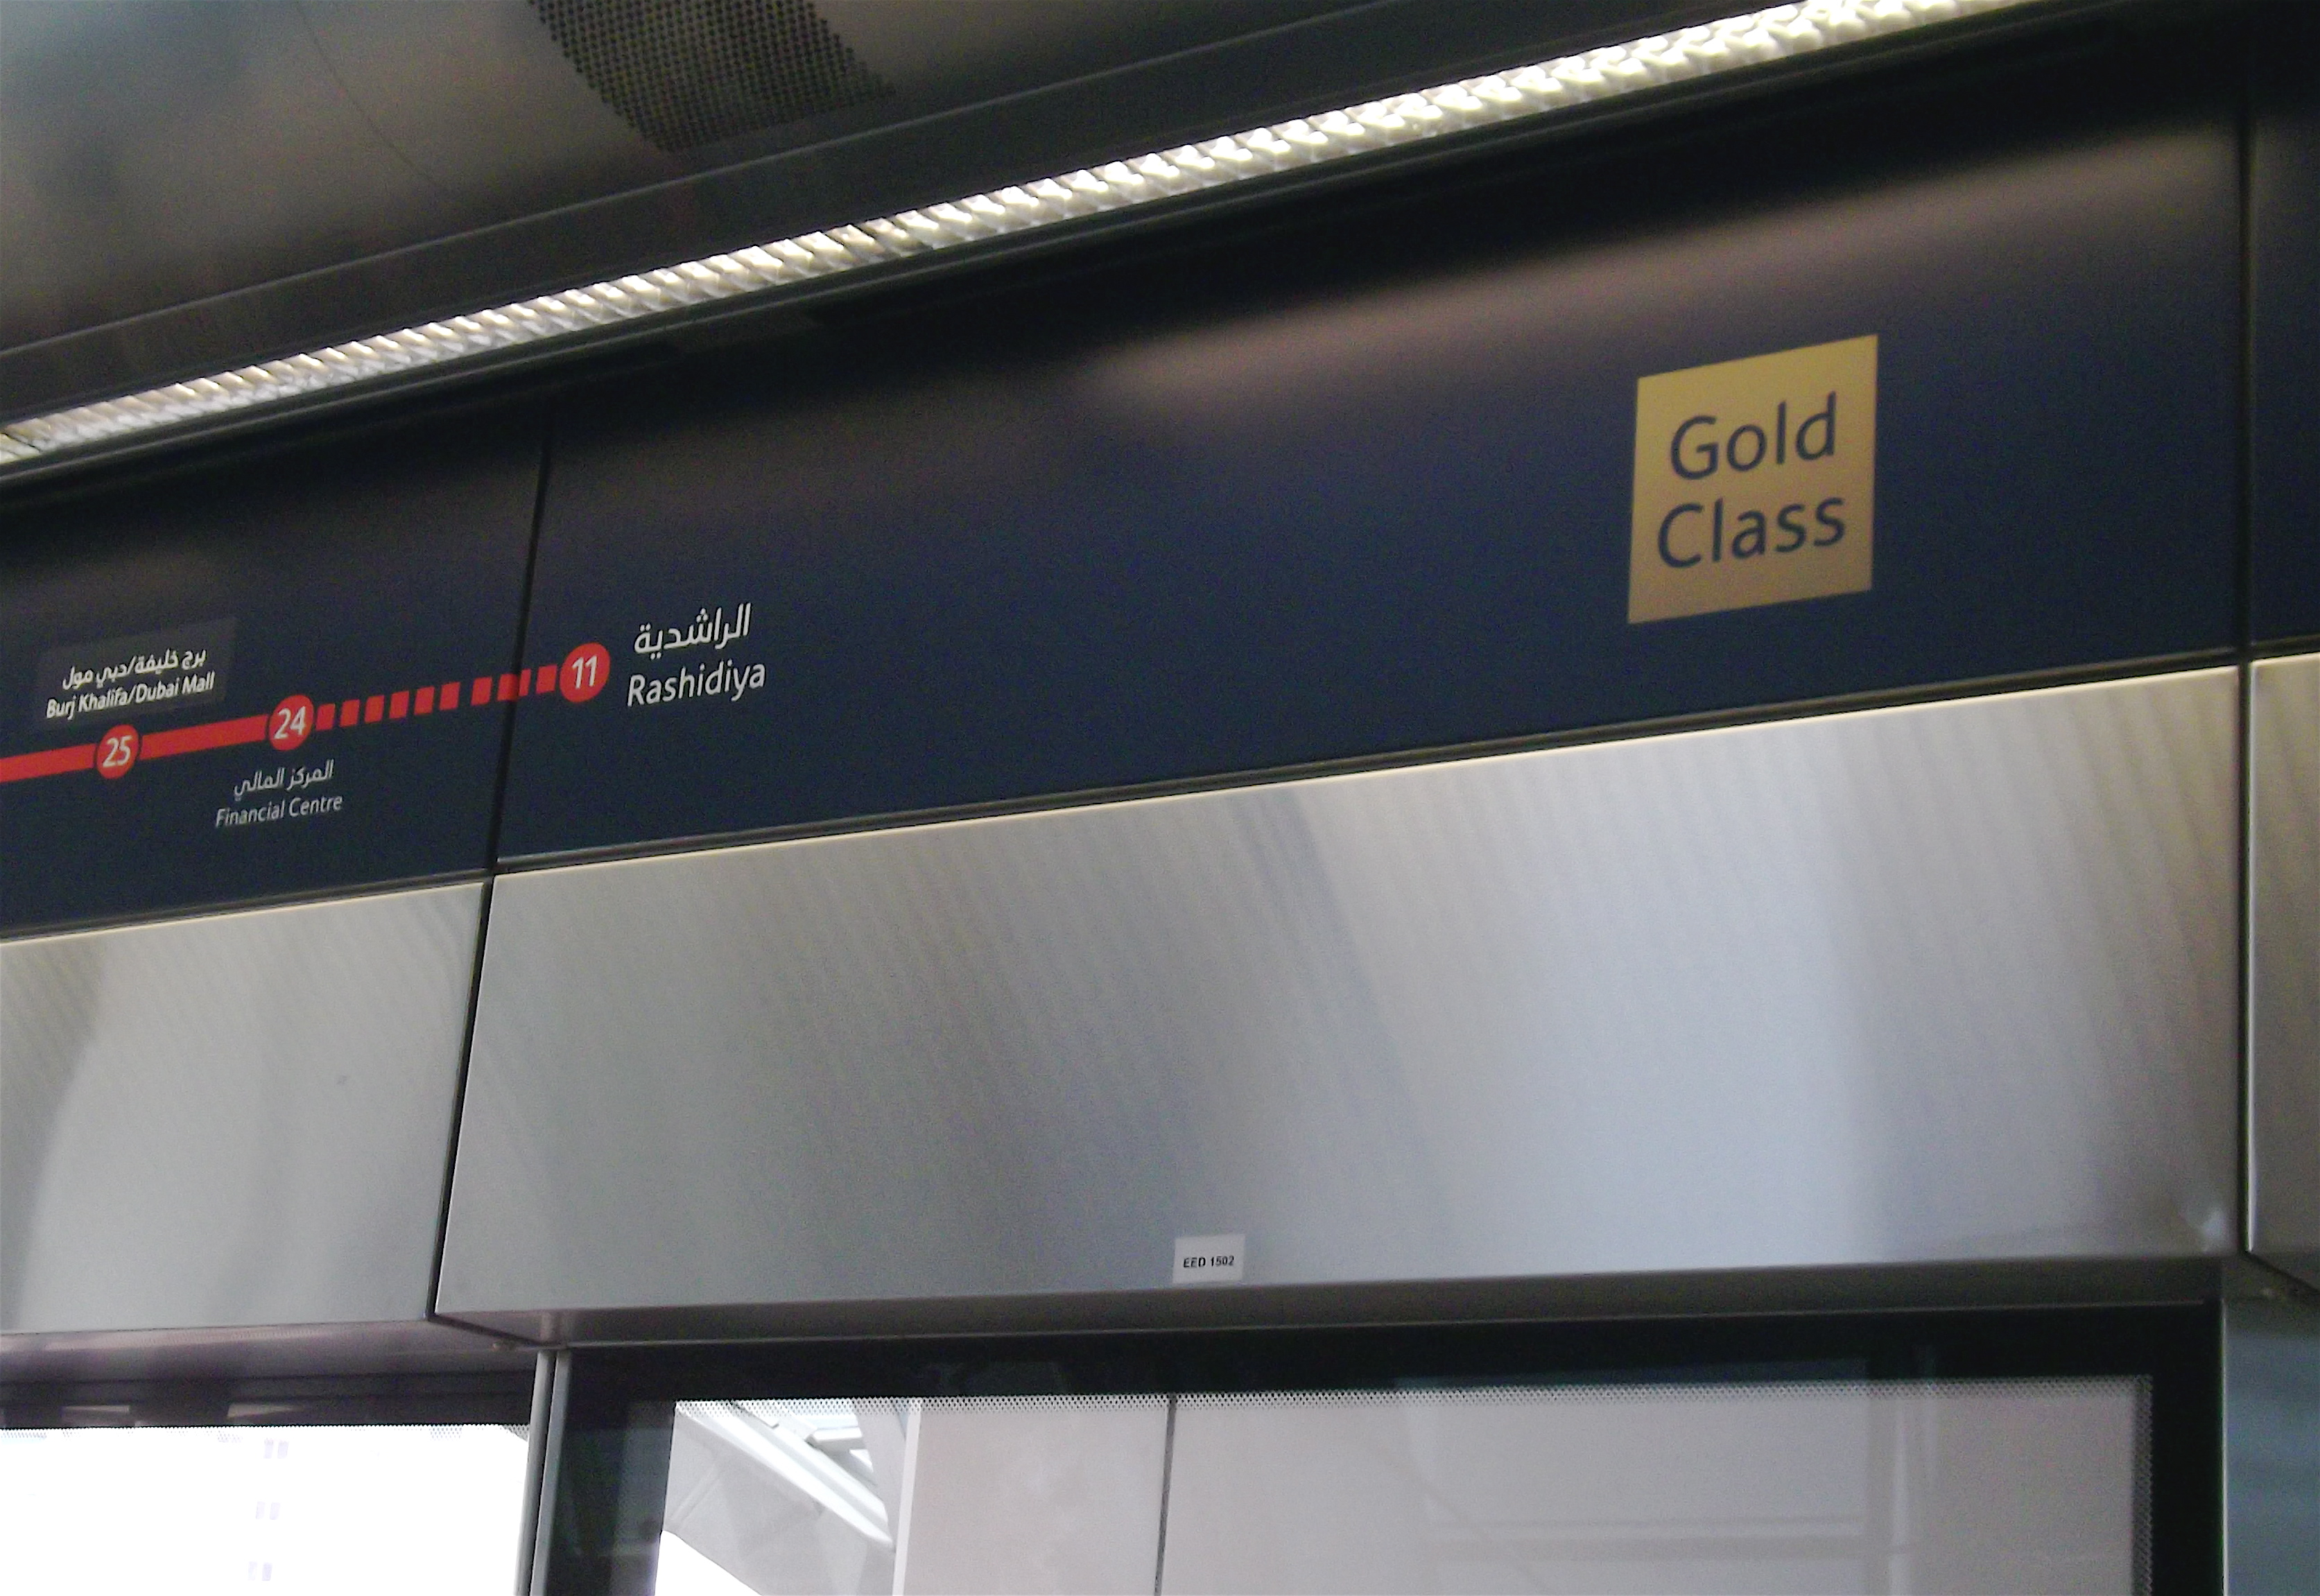 برج خليفة/دبي مول
Burj Khalifa/Dubai Mall
25
24
المركز المالي
Financial Centre
11
الراشدية
Rashidiya
Gold
Class
EED 1502